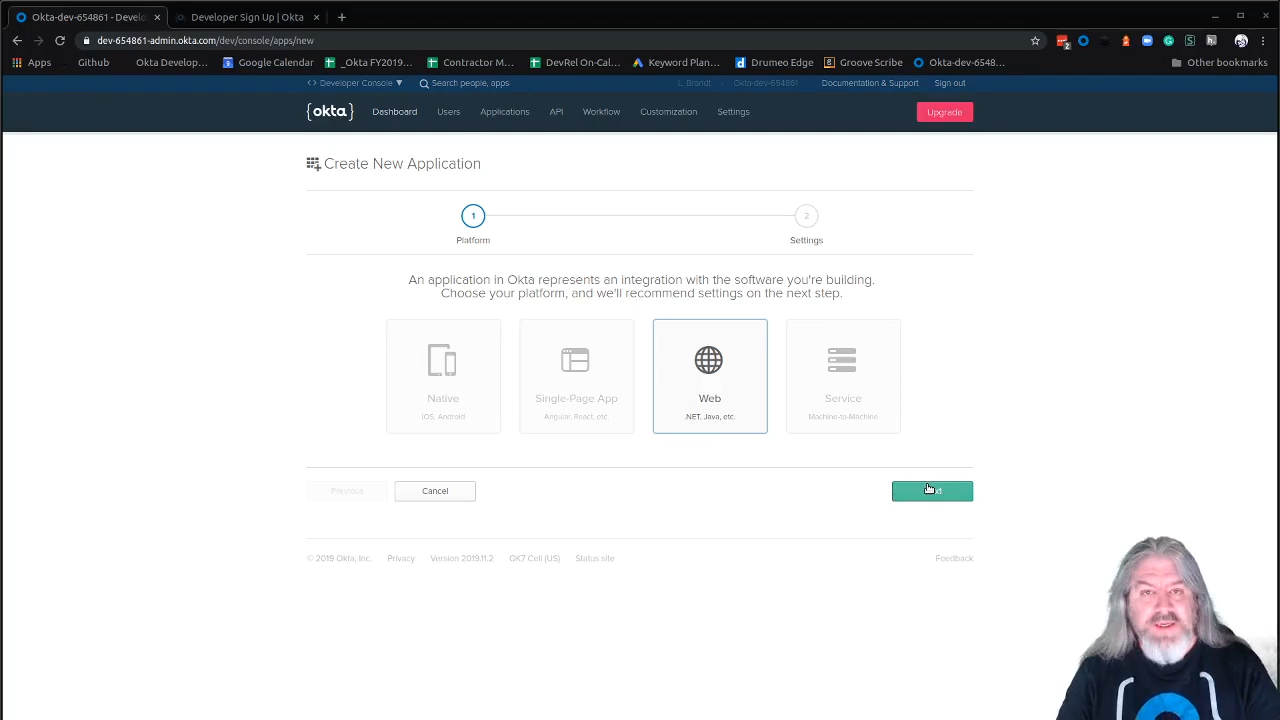 Okta-dev-654861 - Develo
Developer Sign Up | Okta
dev-654861-admin.okta.com/dev/console/apps/new
2
Apps
Github
Okta Develop...
Google Calendar
_Okta FY2019...
Contractor M...
DevRel On-Cal...
Keyword Plan...
Drumeo Edge
Groove Scribe
Okta-dev-6548...
Other bookmarks
<> Developer Console
Search people, apps
L. Brandt
Okta-dev-654861
Documentation & Support
Sign out
{okta}
Dashboard
Users
Applications
API
Workflow
Customization
Settings
Upgrade
Create New Application
1
2
Platform
Settings
An application in Okta represents an integration with the software you're building.
Choose your platform, and we'll recommend settings on the next step.
Native
iOS, Android
Single-Page App
Angular, React, etc.
Web
.NET, Java, etc.
Service
Machine-to-Machine
Previous
Cancel
© 2019 Okta, Inc.
Privacy
Version 2019.11.2
OK7 Cell (US)
Status site
Feedback